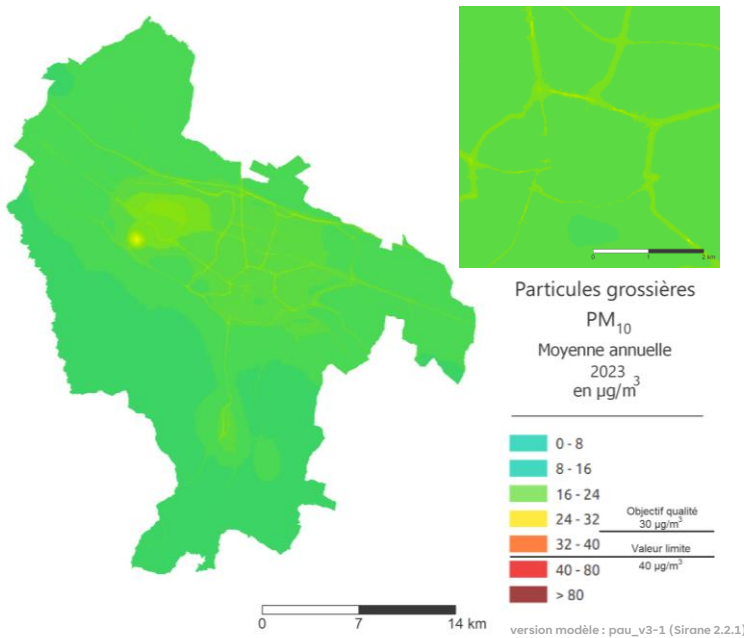 0 1 2 km
Particules grossières
PM10
Moyenne annuelle
2023
en µg/m3
0 - 8
8 - 16
16 - 24
24 - 32
Objectif qualité
30 µg/m3
32 - 40
Valeur limite
40 µg/m3
40 - 80
> 80
0 7 14 km
version modèle : pau_v3-1 (Sirane 2.2.1)